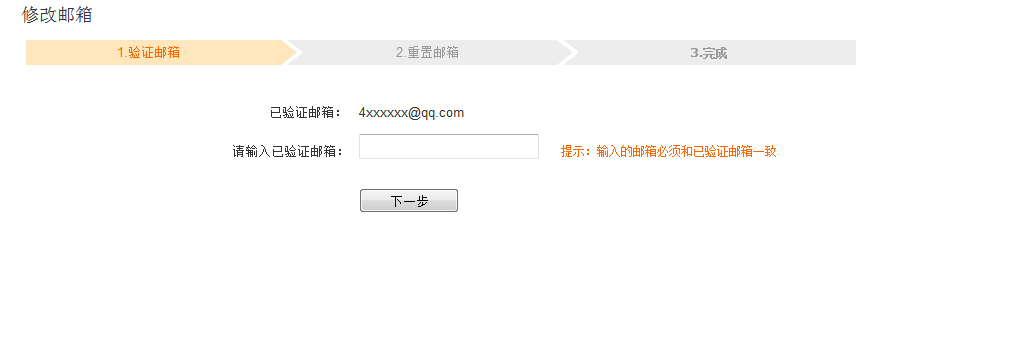 修改邮箱
1.验证邮箱 2.重置邮箱 3.完成
已验证邮箱： 4xxxxxx@qq.com
请输入已验证邮箱： 提示：输入的邮箱必须和已验证邮箱一致
下一步